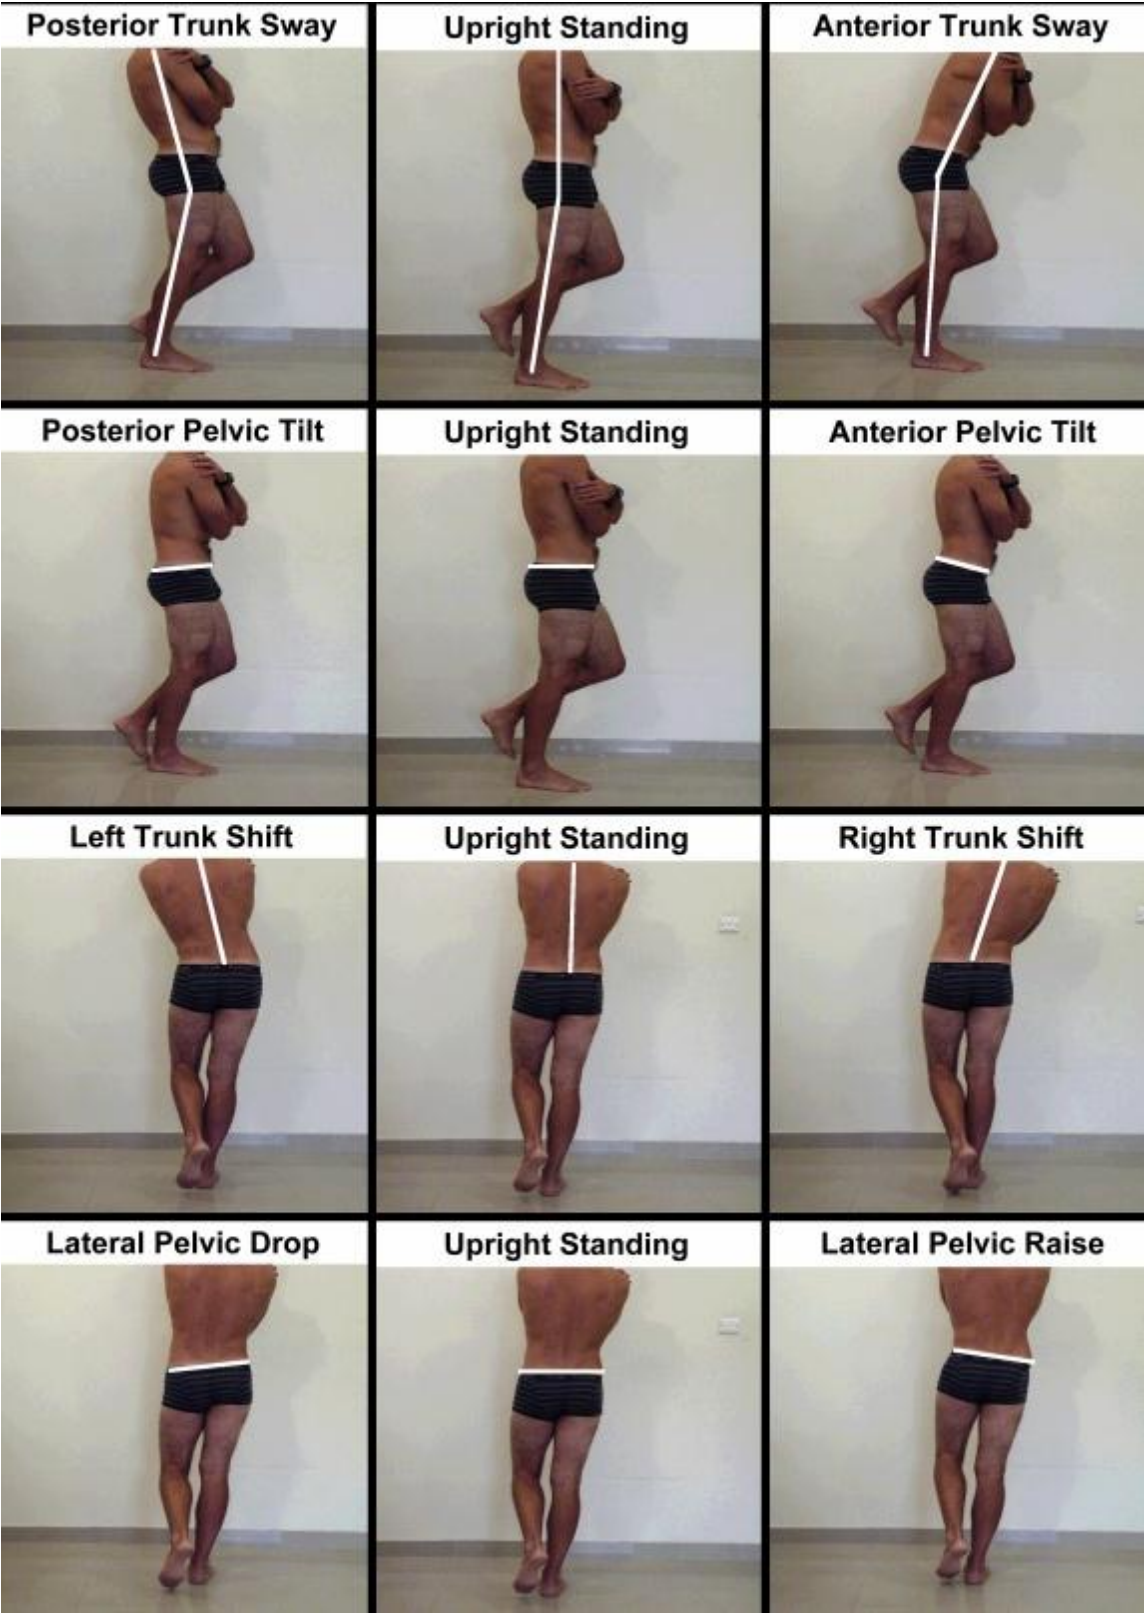 Posterior Trunk Sway
Upright Standing
Anterior Trunk Sway
Posterior Pelvic Tilt
Upright Standing
Anterior Pelvic Tilt
Left Trunk Shift
Upright Standing
Right Trunk Shift
Lateral Pelvic Drop
Upright Standing
Lateral Pelvic Raise